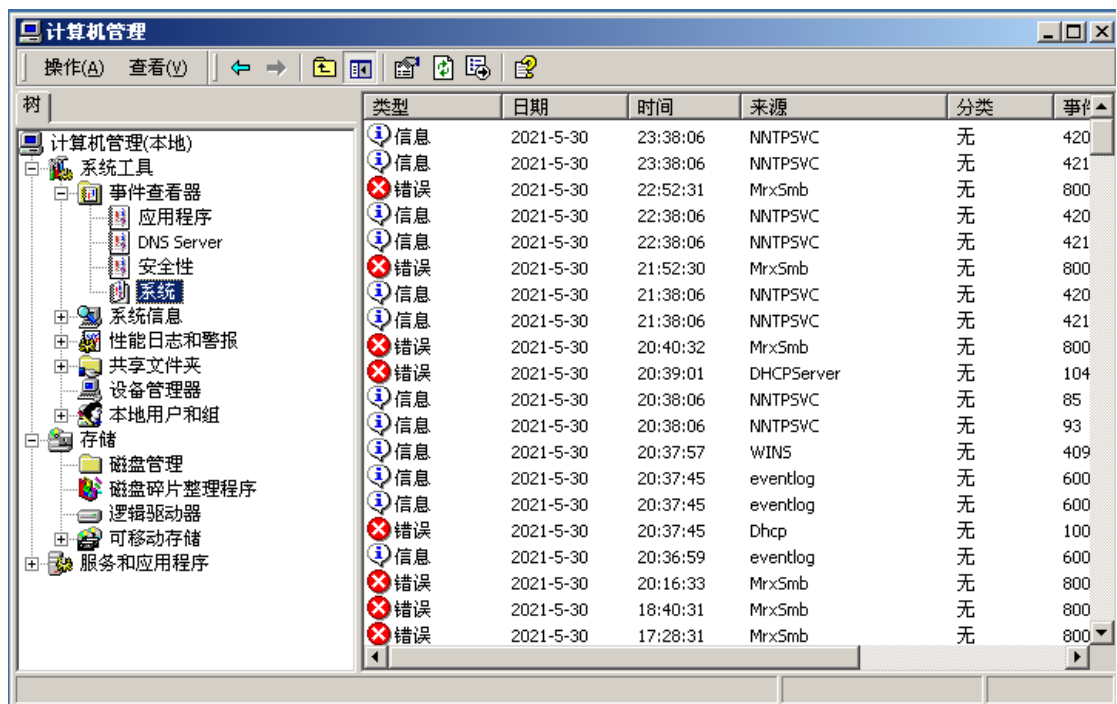 计算机管理
操作(A) 查看(V)
树
类型 日期 时间 来源 分类 事件
计算机管理(本地)
系统工具
事件查看器
应用程序
DNS Server
安全性
系统
系统信息
性能日志和警报
共享文件夹
设备管理器
本地用户和组
存储
磁盘管理
磁盘碎片整理程序
逻辑驱动器
可移动存储
服务和应用程序
信息 2021-5-30 23:38:06 NNTPSVC 无 420
信息 2021-5-30 23:38:06 NNTPSVC 无 421
错误 2021-5-30 22:52:31 MrxSmb 无 800
信息 2021-5-30 22:38:06 NNTPSVC 无 420
信息 2021-5-30 22:38:06 NNTPSVC 无 421
错误 2021-5-30 21:52:30 MrxSmb 无 800
信息 2021-5-30 21:38:06 NNTPSVC 无 420
信息 2021-5-30 21:38:06 NNTPSVC 无 421
错误 2021-5-30 20:40:32 MrxSmb 无 800
错误 2021-5-30 20:39:01 DHCPServer 无 104
信息 2021-5-30 20:38:06 NNTPSVC 无 85
信息 2021-5-30 20:38:06 NNTPSVC 无 93
信息 2021-5-30 20:37:57 WINS 无 409
信息 2021-5-30 20:37:45 eventlog 无 600
信息 2021-5-30 20:37:45 eventlog 无 600
错误 2021-5-30 20:37:45 Dhcp 无 100
信息 2021-5-30 20:36:59 eventlog 无 600
错误 2021-5-30 20:16:33 MrxSmb 无 800
错误 2021-5-30 18:40:31 MrxSmb 无 800
错误 2021-5-30 17:28:31 MrxSmb 无 800